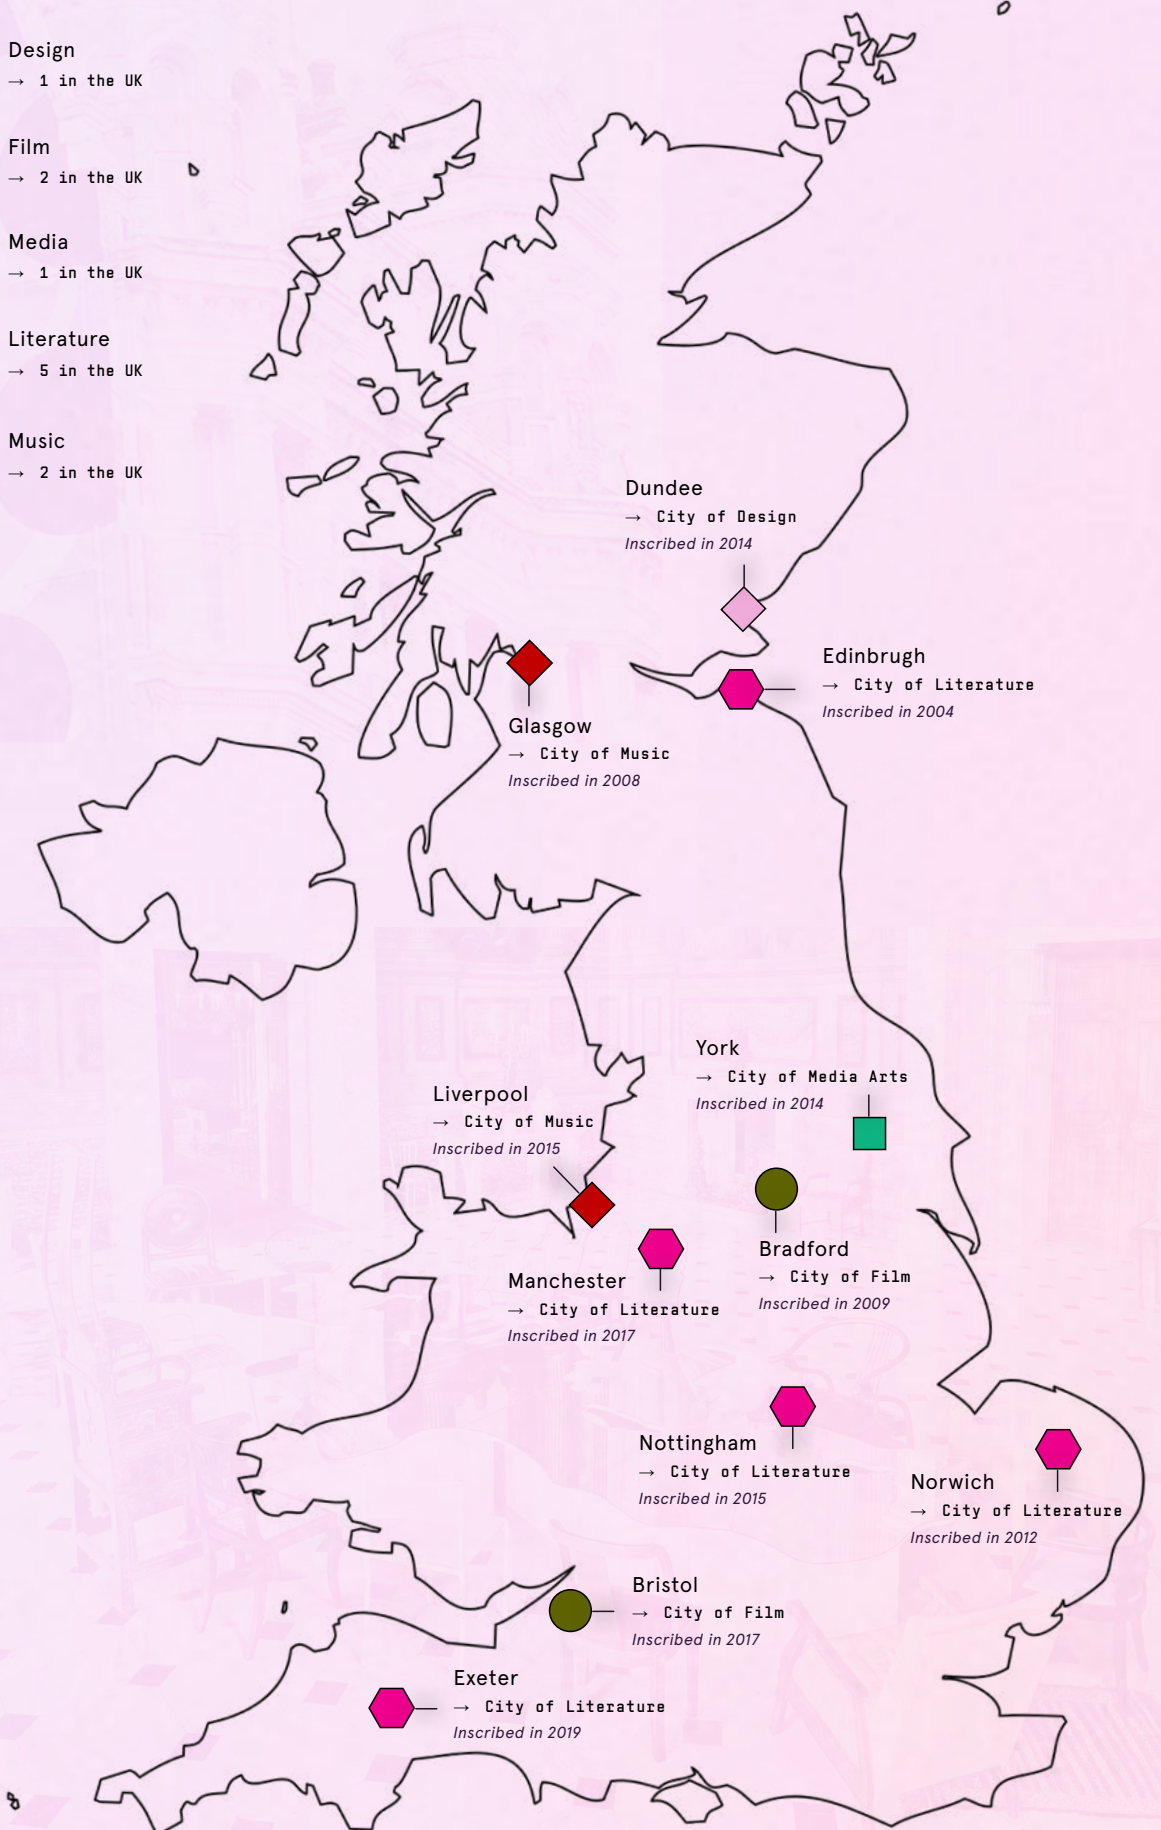 Design
→ 1 in the UK
Film
→ 2 in the UK
Media
→ 1 in the UK
Literature
→ 5 in the UK
Music
→ 2 in the UK
Dundee
→ City of Design
Inscribed in 2014
Edinbrugh
→ City of Literature
Inscribed in 2004
Glasgow
→ City of Music
Inscribed in 2008
York
→ City of Media Arts
Inscribed in 2014
Liverpool
→ City of Music
Inscribed in 2015
Bradford
→ City of Film
Inscribed in 2009
Manchester
→ City of Literature
Inscribed in 2017
Nottingham
→ City of Literature
Inscribed in 2015
Norwich
→ City of Literature
Inscribed in 2012
Bristol
→ City of Film
Inscribed in 2017
Exeter
→ City of Literature
Inscribed in 2019